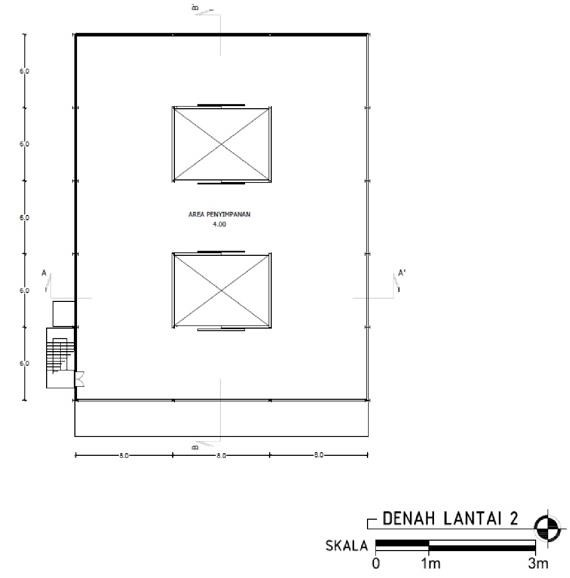 B'
6.0
6.0
AREA PENYIMPANAN
4.00
6.0
A
A'
6.0
6.0
B
8.0 8.0 8.0
DENAH LANTAI 2
SKALA 0 1m 3m